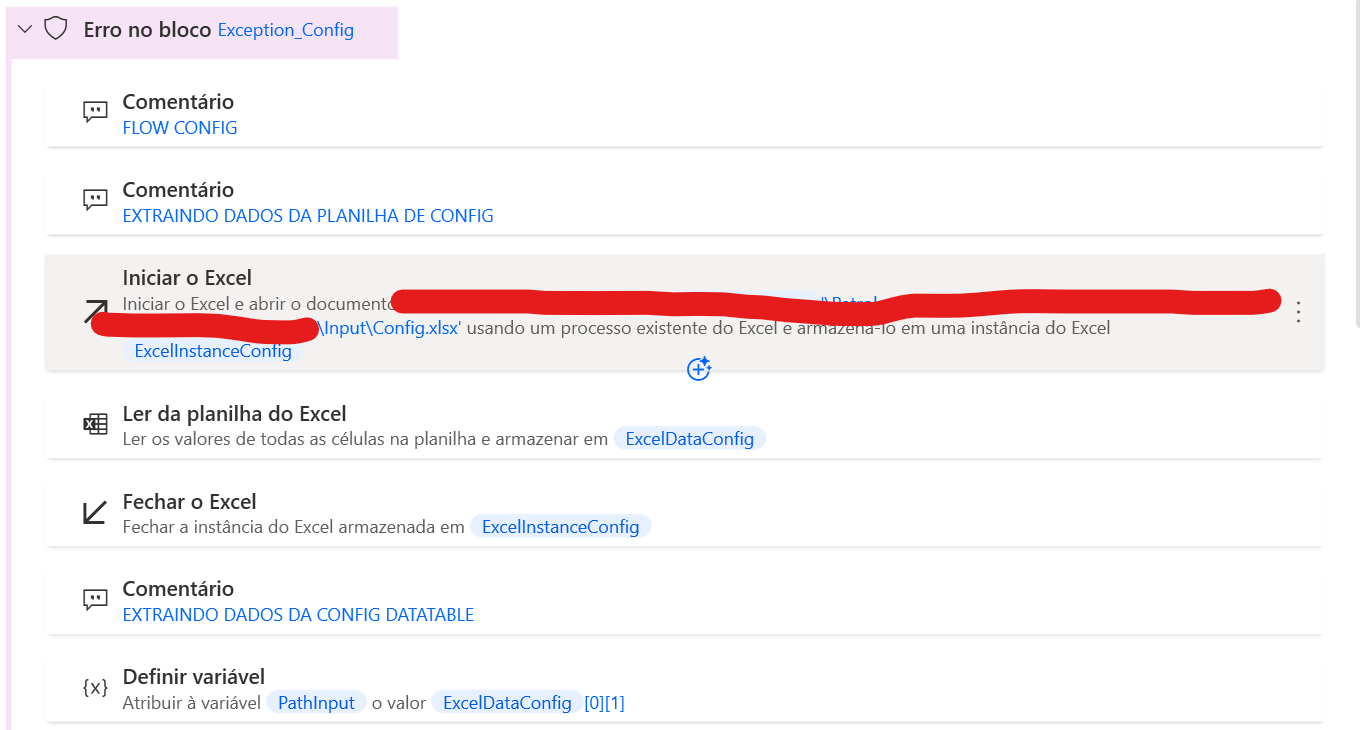 Erro no bloco Exception_Config
Comentário
FLOW CONFIG
Comentário
EXTRAINDO DADOS DA PLANILHA DE CONFIG
Iniciar o Excel
Iniciar o Excel e abrir o documento
\Input\Config.xlsx' usando um processo existente do Excel e armazená-lo em uma instância do Excel
ExcelInstanceConfig
Ler da planilha do Excel
Ler os valores de todas as células na planilha e armazenar em ExcelDataConfig
Fechar o Excel
Fechar a instância do Excel armazenada em ExcelInstanceConfig
Comentário
EXTRAINDO DADOS DA CONFIG DATATABLE
{x} Definir variável
Atribuir à variável PathInput o valor ExcelDataConfig [0][1]